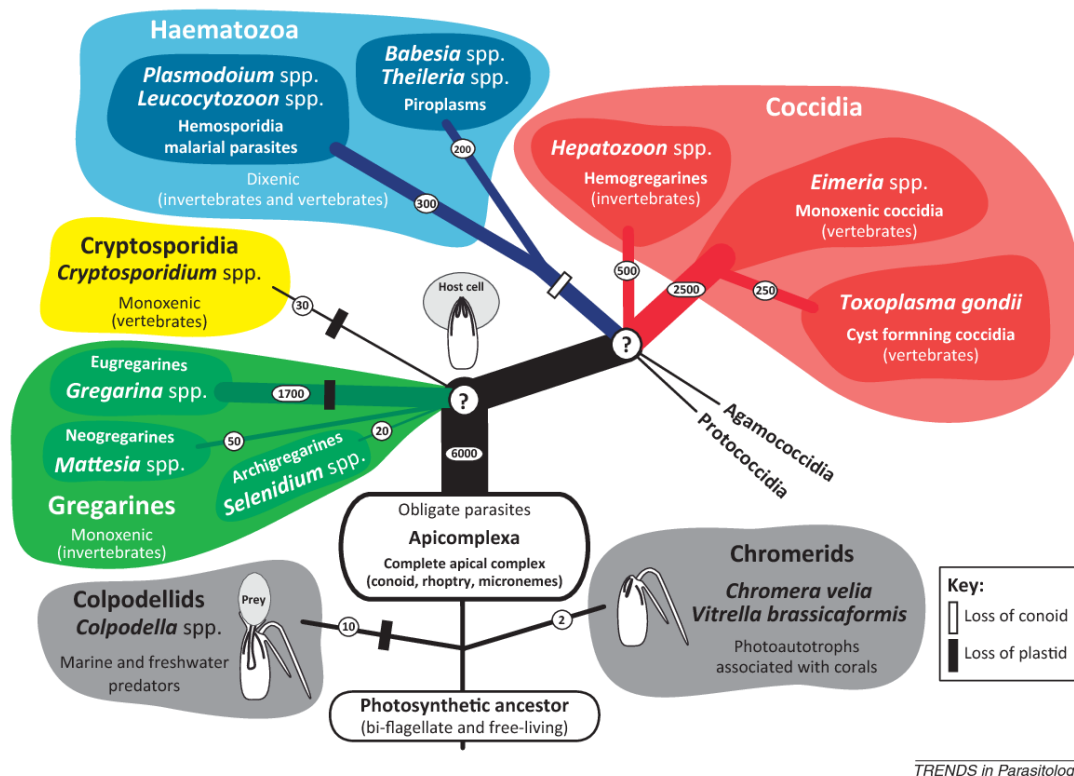 Haematozoa
Plasmodoium spp.
Leucocytozoon spp.
Hemosporidia
malarial parasites
Babesia spp.
Theileria spp.
Piroplasms
Dixenic
(invertebrates and vertebrates)
200
300
Coccidia
Hepatozoon spp.
Hemogregarines
(invertebrates)
Eimeria spp.
Monoxenic coccidia
(vertebrates)
500
2500
250
Toxoplasma gondii
Cyst formning coccidia
(vertebrates)
Cryptosporidia
Cryptosporidium spp.
Monoxenic
(vertebrates)
30
Host cell
?
?
Agamococcidia
Protococcidia
Eugregarines
Gregarina spp.
1700
Neogregarines
Mattesia spp.
50
Archigregarines
Selenidium spp.
20
Gregarines
Monoxenic
(invertebrates)
6000
Obligate parasites
Apicomplexa
Complete apical complex
(conoid, rhoptry, micronemes)
Colpodellids
Colpodella spp.
Marine and freshwater
predators
Prey
10
2
Chromerids
Chromera velia
Vitrella brassicaformis
Photoautrophs
associated with corals
Photosynthetic ancestor
(bi-flagellate and free-living)
Key:
Loss of conoid
Loss of plastid
TRENDS in Parasitolog